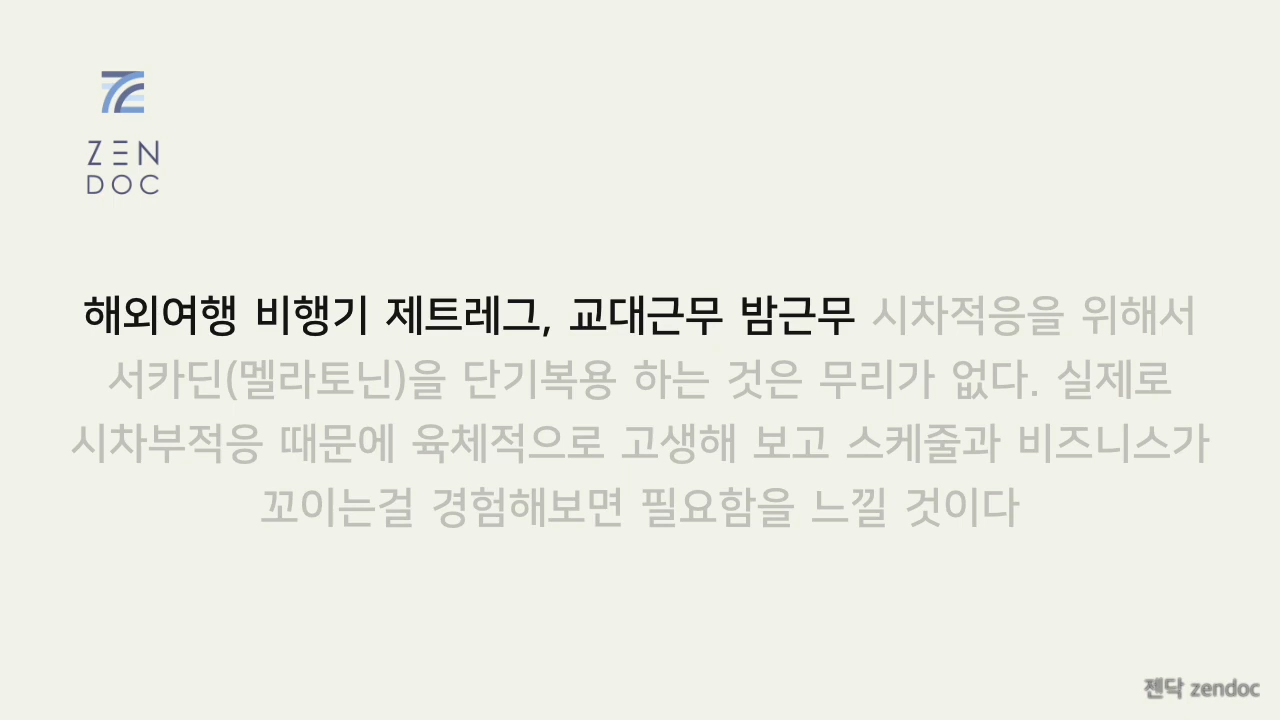 ZEN
DOC
해외여행 비행기 제트레그, 교대근무 밤근무 시차적응을 위해서
서카딘(멜라토닌)을 단기복용 하는 것은 무리가 없다. 실제로
시차부적응 때문에 육체적으로 고생해 보고 스케줄과 비즈니스가
꼬이는걸 경험해보면 필요함을 느낄 것이다
젠닥 zendoc